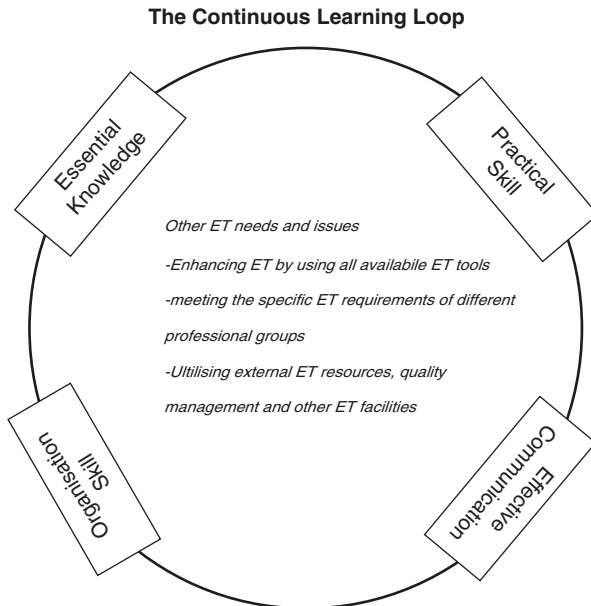 The Continuous Learning Loop
Essential
Knowledge
Practical
Skill
Other ET needs and issues
-Enhancing ET by using all availabile ET tools
-meeting the specific ET requirements of different
professional groups
-Ultilising external ET resources, quality
management and other ET facilities
Organisation
Skill
Effective
Communication